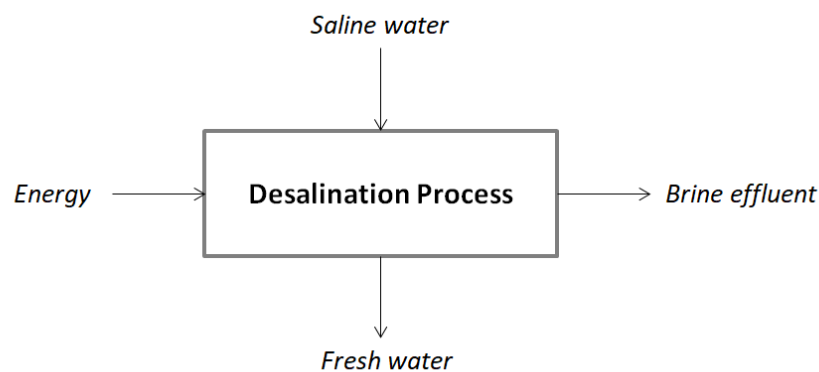 Saline water
Energy
Desalination Process
Brine effluent
Fresh water